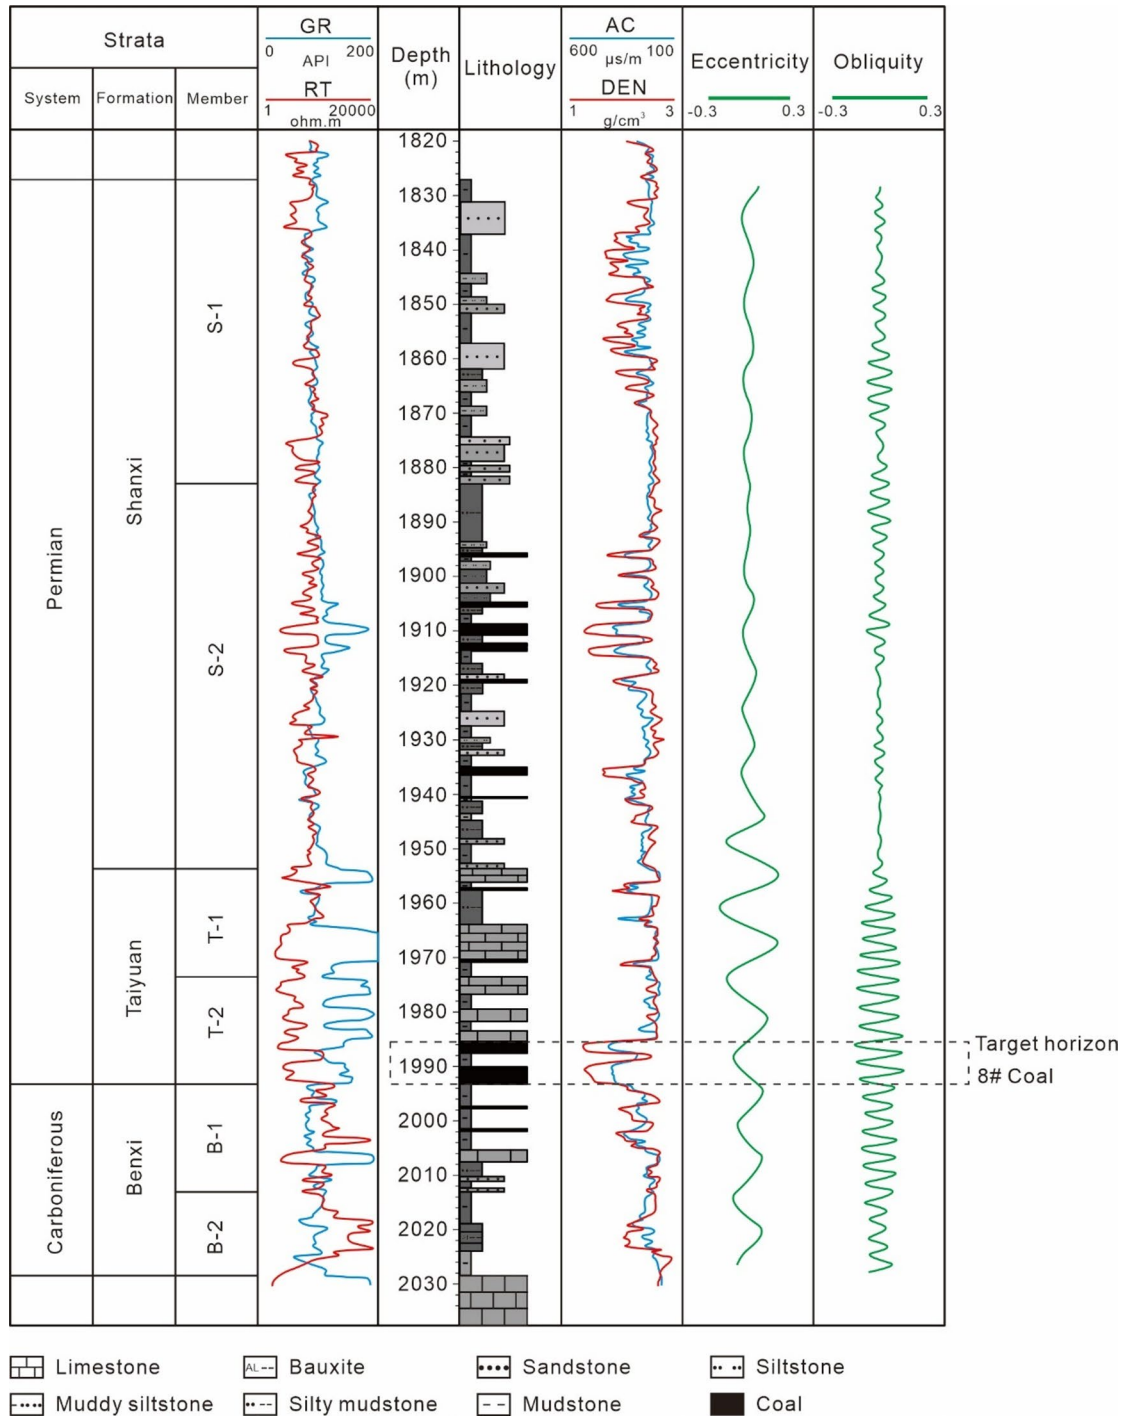 Strata
System
Formation
Member
GR
0 200
API
RT
1 20000
ohm.m
Depth
(m)
Lithology
AC
600 100
µs/m
DEN
1 3
g/cm³
Eccentricity
-0.3 0.3
Obliquity
-0.3 0.3
Permian
Carboniferous
Shanxi
Taiyuan
Benxi
S-1
S-2
T-1
T-2
B-1
B-2
1820
1830
1840
1850
1860
1870
1880
1890
1900
1910
1920
1930
1940
1950
1960
1970
1980
1990
2000
2010
2020
2030
Target horizon
8# Coal
Limestone
AL Bauxite
Sandstone
Siltstone
Muddy siltstone
Silty mudstone
Mudstone
Coal